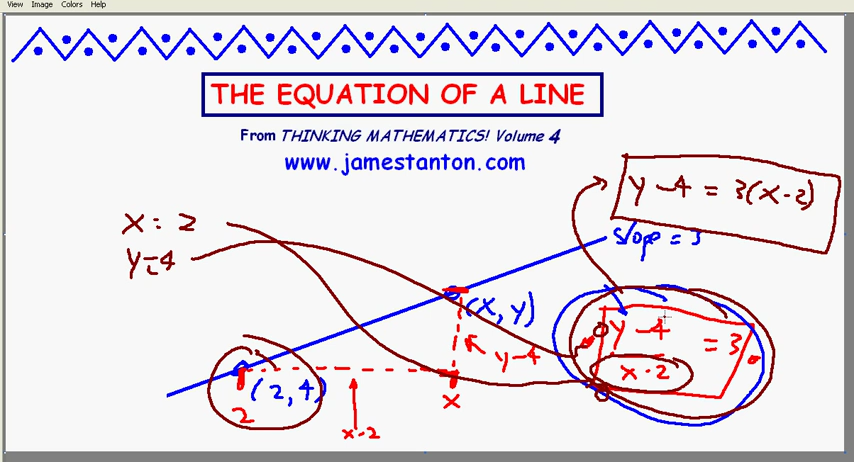 View Image Colors Help
THE EQUATION OF A LINE
From THINKING MATHEMATICS! Volume 4
www.jamestanton.com
y-4 = 3(x-2)
x = 2
y=4
slope = 3
(x, y)
y-4
= 3
x-2
y-4
(2, 4)
2
x
x-2